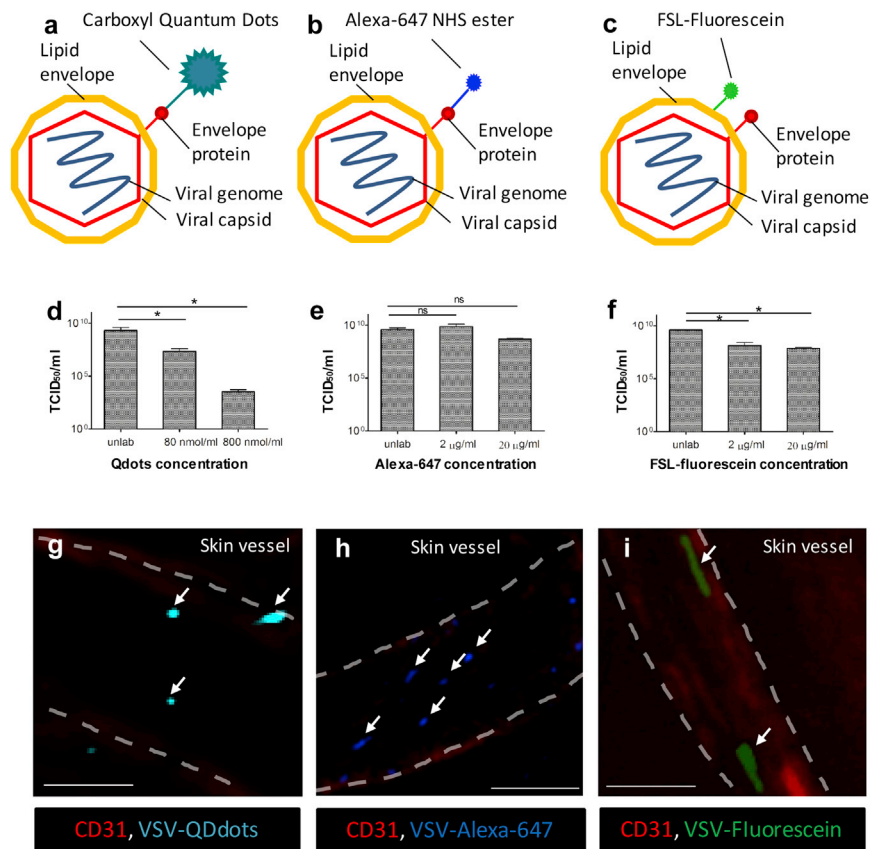 a
Carboxyl Quantum Dots
Lipid
envelope
Envelope
protein
Viral genome
Viral capsid
b
Alexa-647 NHS ester
Lipid
envelope
Envelope
protein
Viral genome
Viral capsid
c
FSL-Fluorescein
Lipid
envelope
Envelope
protein
Viral genome
Viral capsid
d
*
*
TCID50/ml
10^10
10^5
10^0
unlab 80 nmol/ml 800 nmol/ml
Qdots concentration
e
ns
ns
TCID50/ml
10^10
10^5
10^0
unlab 2 µg/ml 20 µg/ml
Alexa-647 concentration
f
*
*
TCID50/ml
10^10
10^5
10^0
unlab 2 µg/ml 20 µg/ml
FSL-fluorescein concentration
g
Skin vessel
CD31, VSV-QDdots
h
Skin vessel
CD31, VSV-Alexa-647
i
Skin vessel
CD31, VSV-Fluorescein